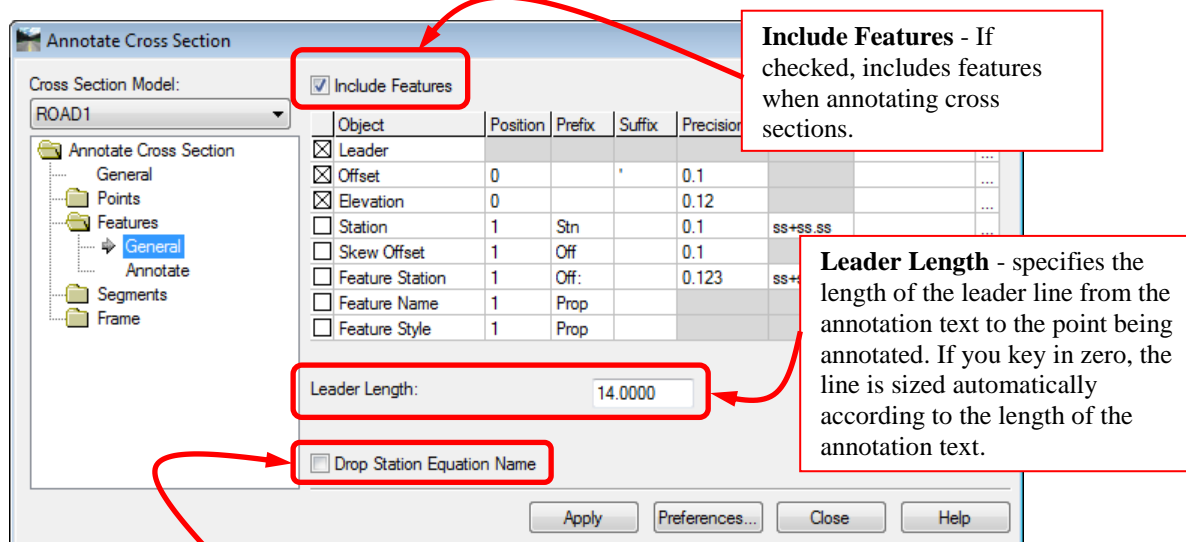 Annotate Cross Section
Cross Section Model:
ROAD1
Annotate Cross Section
General
Points
Features
General
Annotate
Segments
Frame
Include Features
Object Position Prefix Suffix Precision
Leader ...
Offset 0 ' 0.1 ...
Elevation 0 0.12 ...
Station 1 Stn 0.1 ss+ss.ss ...
Skew Offset 1 Off 0.1
Feature Station 1 Off: 0.123
Feature Name 1 Prop
Feature Style 1 Prop
Leader Length: 14.0000
Drop Station Equation Name
Apply Preferences... Close Help
Include Features - If
checked, includes features
when annotating cross
sections.
Leader Length - specifies the
length of the leader line from the
annotation text to the point being
annotated. If you key in zero, the
line is sized automatically
according to the length of the
annotation text.